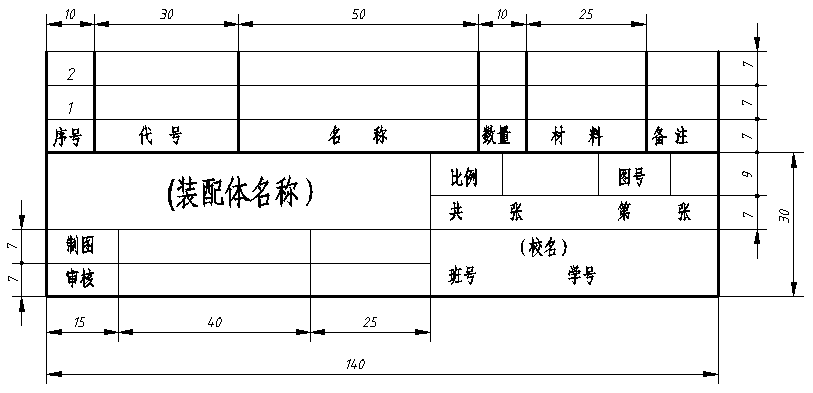 10 30 50 10 25
2 7
1 7
序号 代号 名称 数量 材料 备注 7
(装配体名称) 比例 图号 9
共 张 第 张 7 30
7 制图 (校名)
7 审核 班号 学号
15 40 25
140